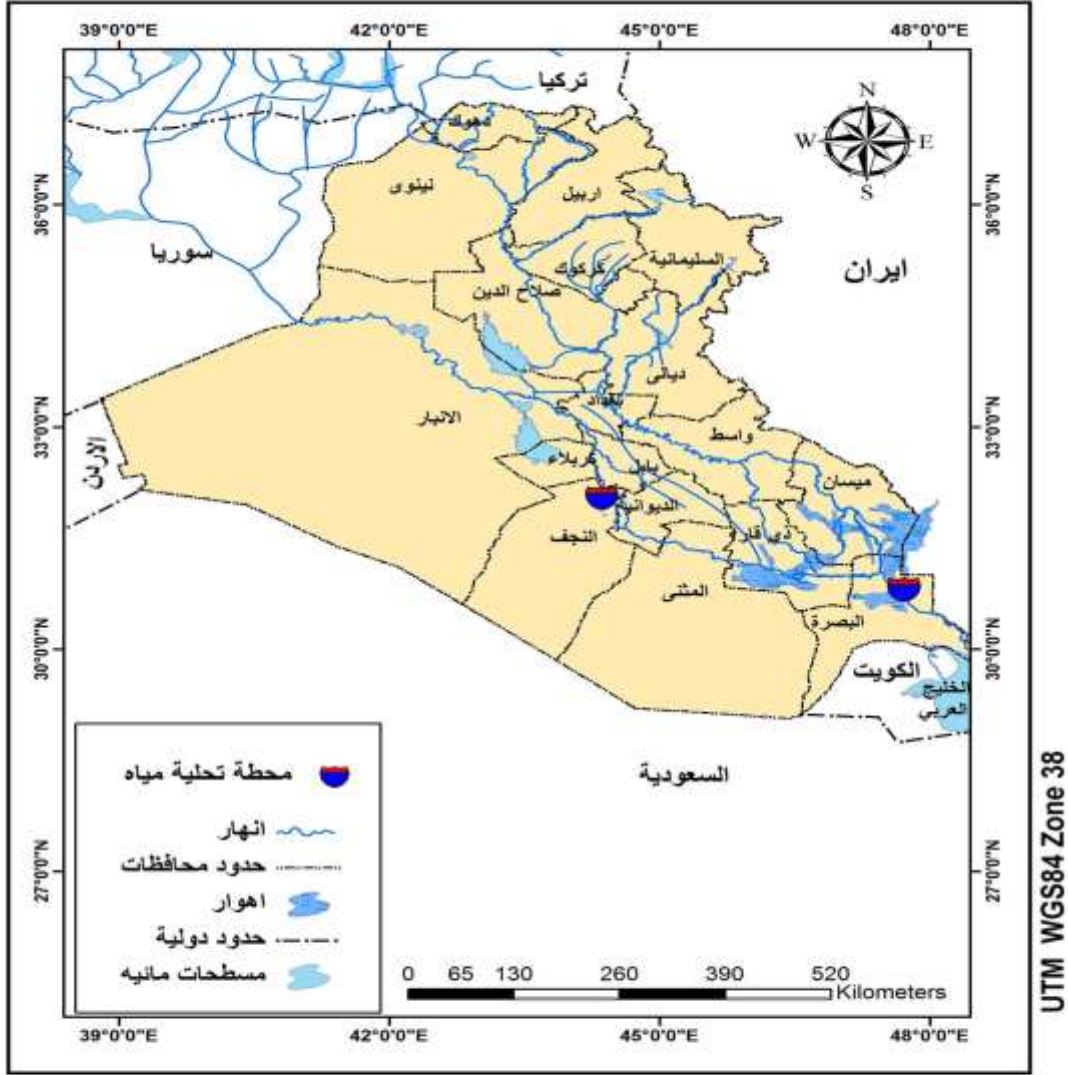 39°0'0"E 42°0'0"E 45°0'0"E 48°0'0"E
تركيا
N
W E
S
دهوك
نينوى
اربيل
36°0'0"N 36°0'0"N
سوريا
السليمانية
كركوك
ايران
صلاح الدين
ديالى
بغداد
الانبار
واسط
33°0'0"N 33°0'0"N
الاردن
كربلاء
بابل
ميسان
الديوانية
النجف
ذي قار
المثنى
البصرة
30°0'0"N 30°0'0"N
الكويت
الخليج
العربي
السعودية
محطة تحلية مياه
انهار
حدود محافظات
اهوار
حدود دولية
مسطحات مائيه
27°0'0"N 27°0'0"N
0 65 130 260 390 520
Kilometers
39°0'0"E 42°0'0"E 45°0'0"E 48°0'0"E
UTM WGS84 Zone 38